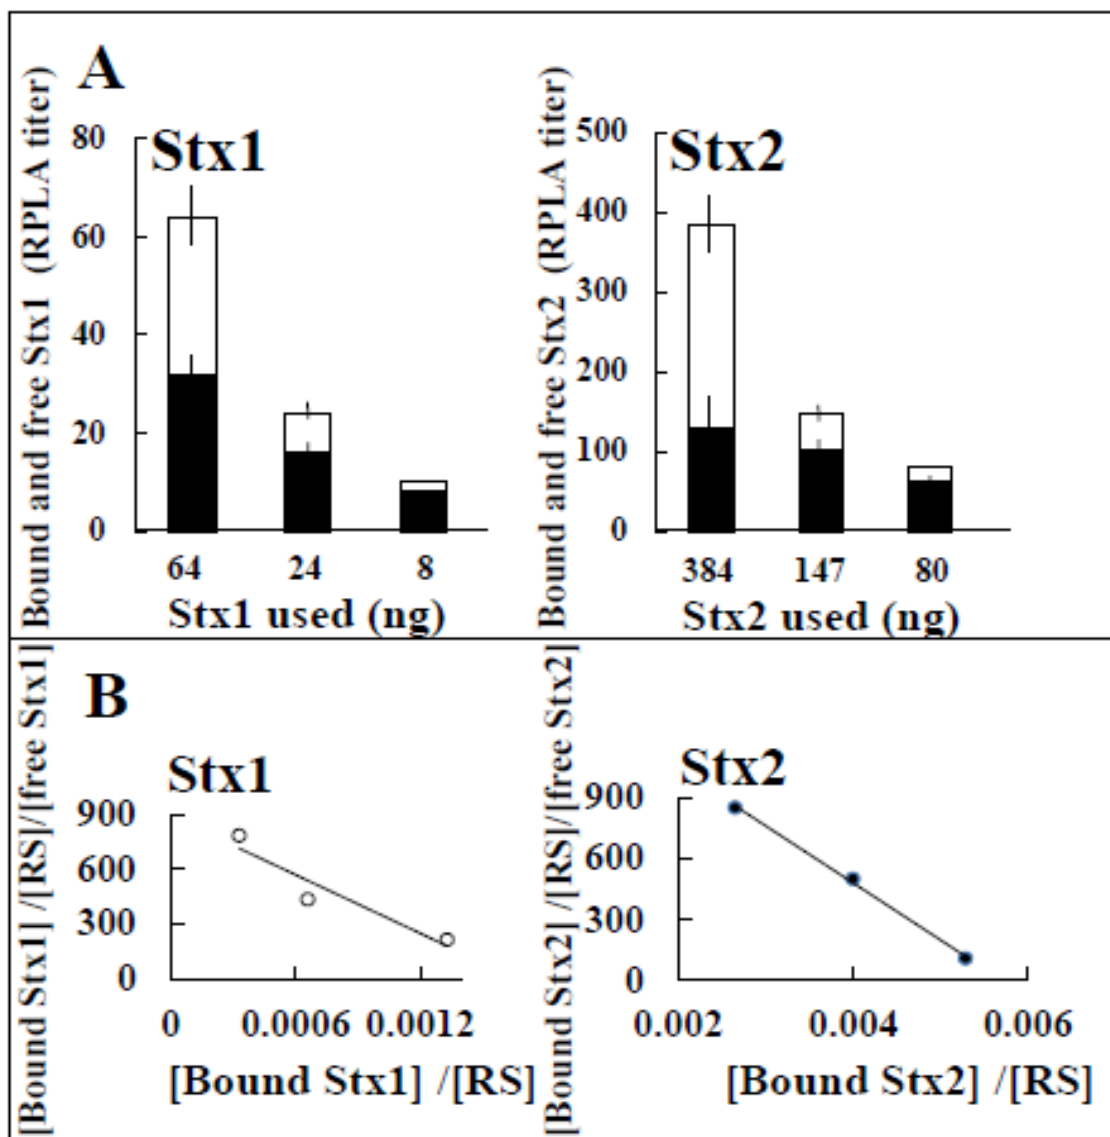 A
Bound and free Stx1 (RPLA titer)
Stx1
80
60
40
20
0
64 24 8
Stx1 used (ng)
Bound and free Stx2 (RPLA titer)
Stx2
500
400
300
200
100
0
384 147 80
Stx2 used (ng)
B
[Bound Stx1] /[RS]/[free Stx1]
Stx1
900
600
300
0
0 0.0006 0.0012
[Bound Stx1] /[RS]
[Bound Stx2] /[RS]/[free Stx2]
Stx2
900
600
300
0
0.002 0.004 0.006
[Bound Stx2] /[RS]